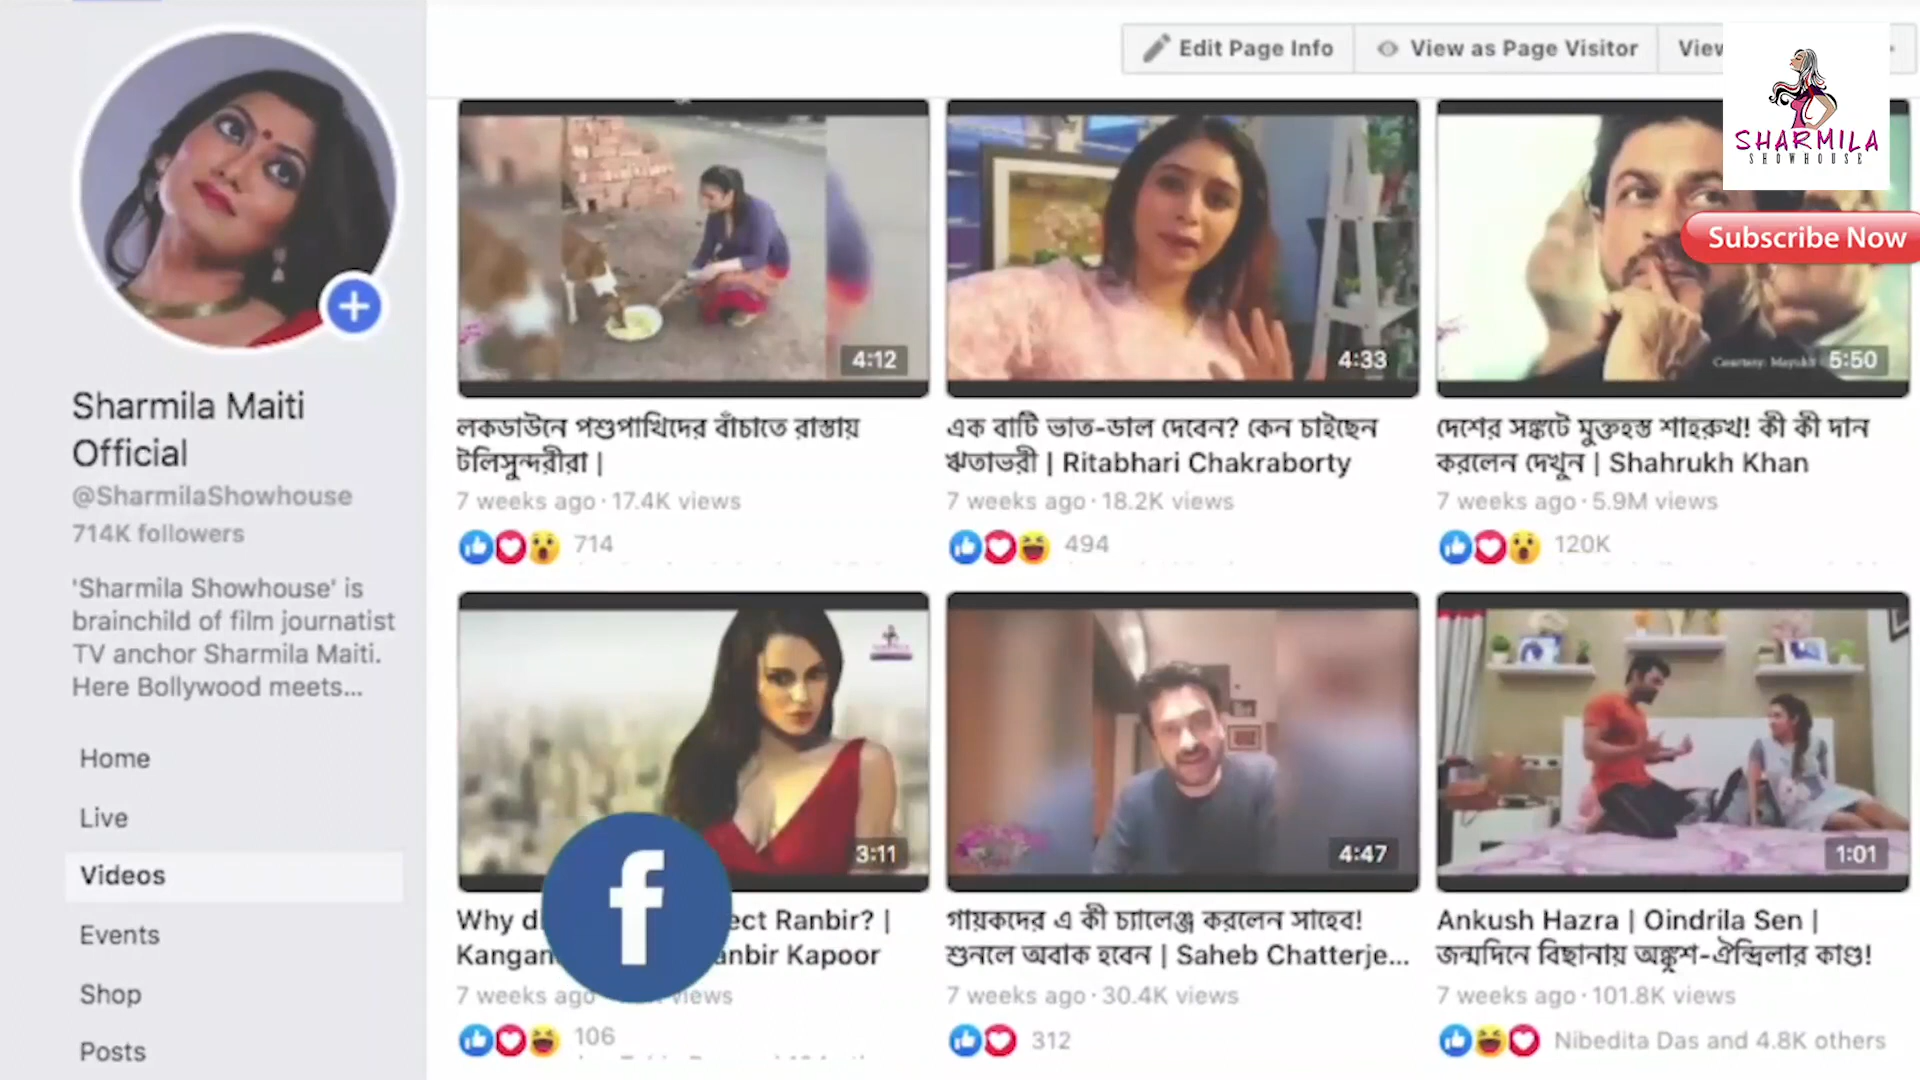 Edit Page Info
View as Page Visitor
SHARMILA
SHOWHOUSE
Subscribe Now
Sharmila Maiti
Official
@SharmilaShowhouse
714K followers
'Sharmila Showhouse' is
brainchild of film journatist
TV anchor Sharmila Maiti.
Here Bollywood meets...
Home
Live
Videos
Events
Shop
Posts
4:12
লকডাউনে পশুপাখিদের বাঁচাতে রাস্তায়
টলিসুন্দরীরা |
7 weeks ago · 17.4K views
714
4:33
এক বাটি ভাত-ডাল দেবেন? কেন চাইছেন
ঋতাভরী | Ritabhari Chakraborty
7 weeks ago · 18.2K views
494
Courtesy: 
5:50
দেশের সঙ্কটে মুক্তহস্ত শাহরুখ! কী কী দান
করলেন দেখুন | Shahrukh Khan
7 weeks ago · 5.9M views
120K
3:11
f
Why Ranbir? |
Ranbir Kapoor
7 weeks ago views
106
4:47
গায়কদের এ কী চ্যালেঞ্জ করলেন সাহেব!
শুনলে অবাক হবেন | Saheb Chatterje...
7 weeks ago · 30.4K views
312
1:01
Ankush Hazra | Oindrila Sen |
জন্মদিনে বিছানায় অঙ্কুশ-ঐন্দ্রিলার কাণ্ড!
7 weeks ago · 101.8K views
Nibedita Das and 4.8K others